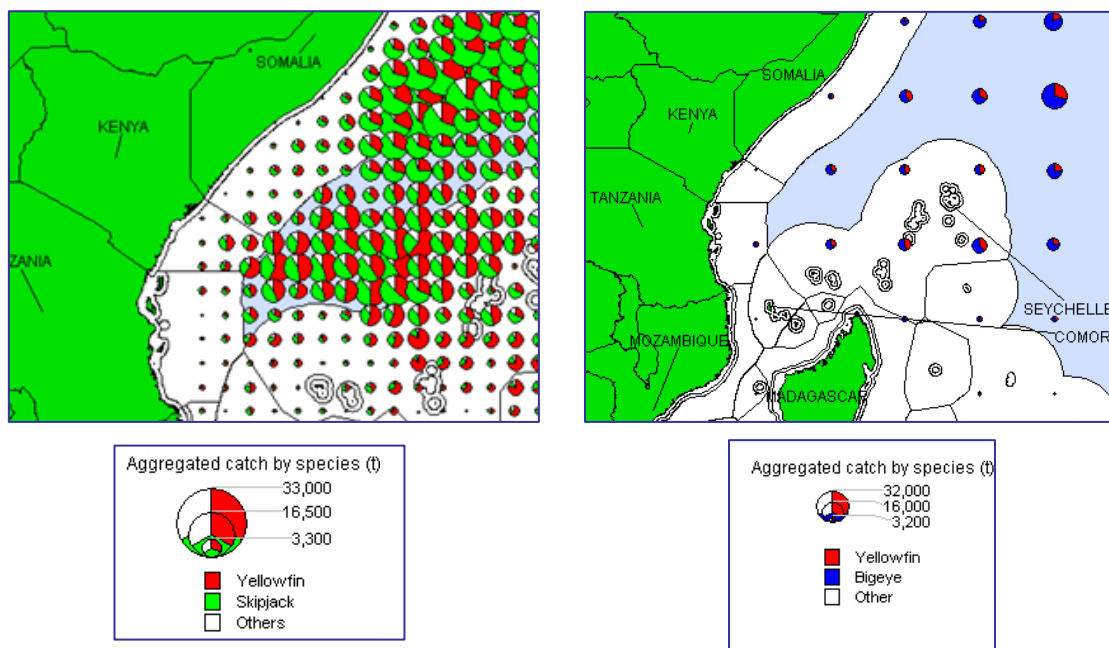 SOMALIA
KENYA
ZANIA
Aggregated catch by species (t)
33,000
16,500
3,300
Yellowfin
Skipjack
Others
SOMALIA
TANZANIA
SEYCHELLE
COMOR
MOZAMBIQUE
MADAGASCAR
Aggregated catch by species (t)
32,000
16,000
3,200
Yellowfin
Bigeye
Other